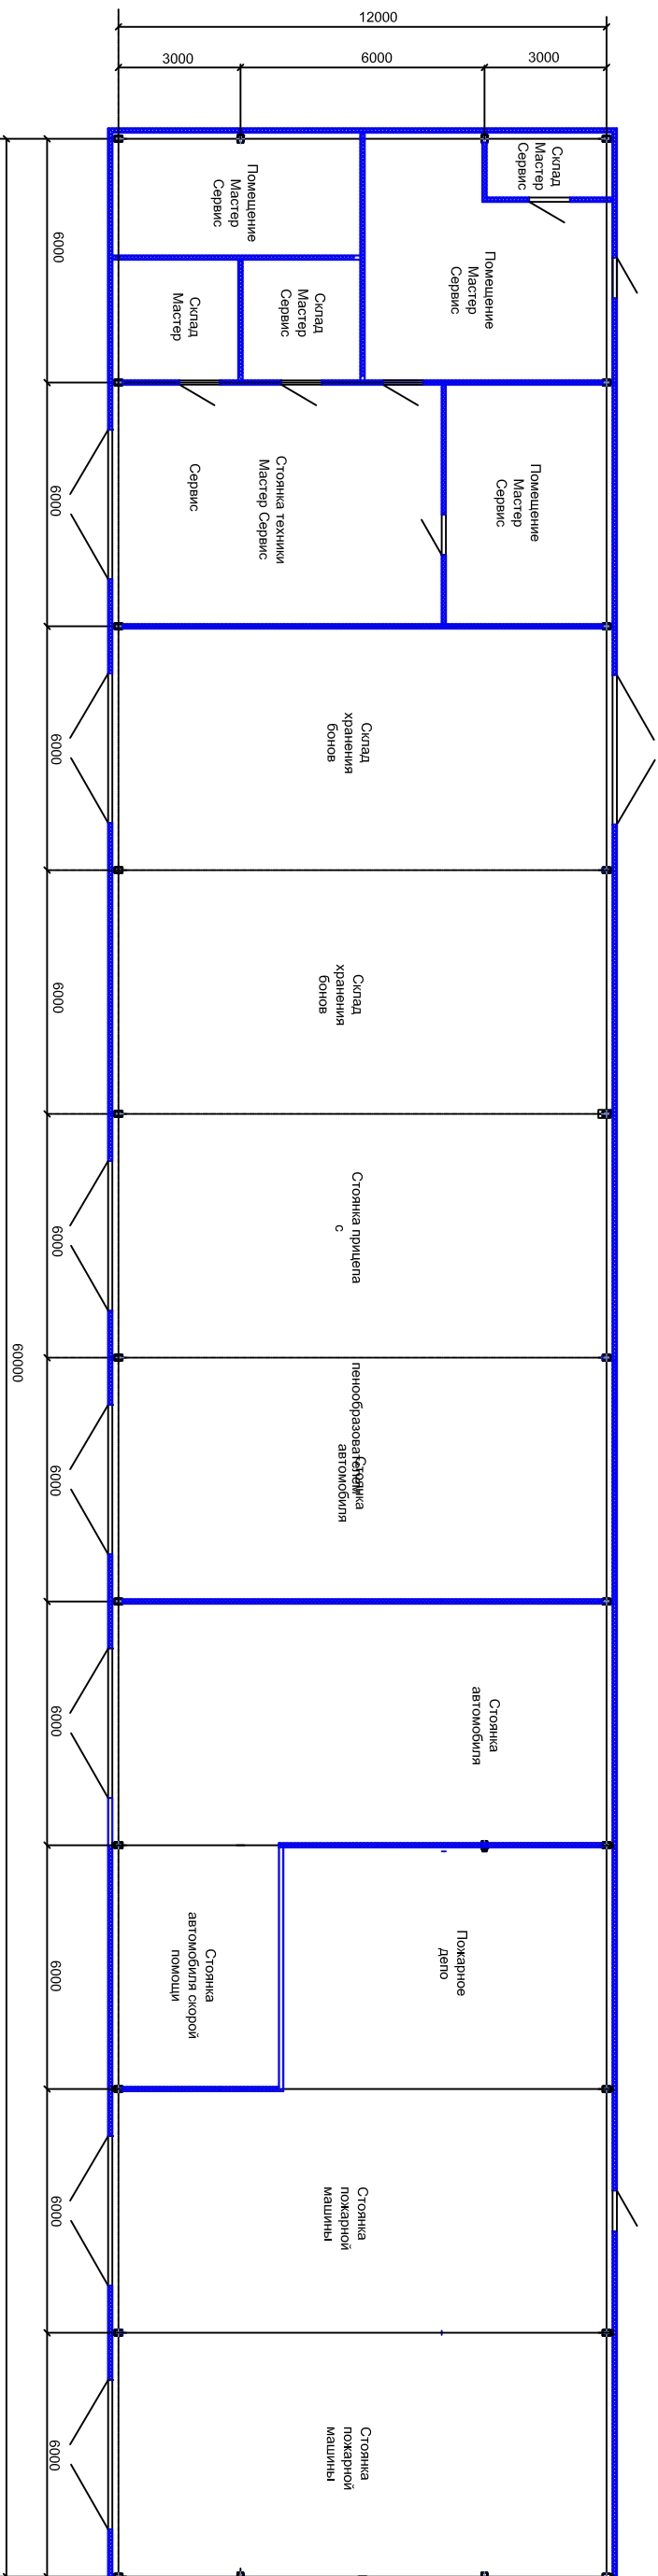 12000
3000
6000
3000
Склад
Мастер
Сервис
Помещение
Мастер
Сервис
Помещение
Мастер
Сервис
Склад
Мастер
Сервис
Склад
Мастер
6000
Помещение
Мастер
Сервис
Стоянка техники
Мастер Сервис
Сервис
6000
Склад
хранения
бонов
6000
Склад
хранения
бонов
6000
Стоянка прицепа
с
6000
пенообразователем
Стоянка
автомобиля
6000
60000
Стоянка
автомобиля
6000
Пожарное
депо
Стоянка
автомобиля скорой
помощи
6000
Стоянка
пожарной
машины
6000
Стоянка
пожарной
машины
6000